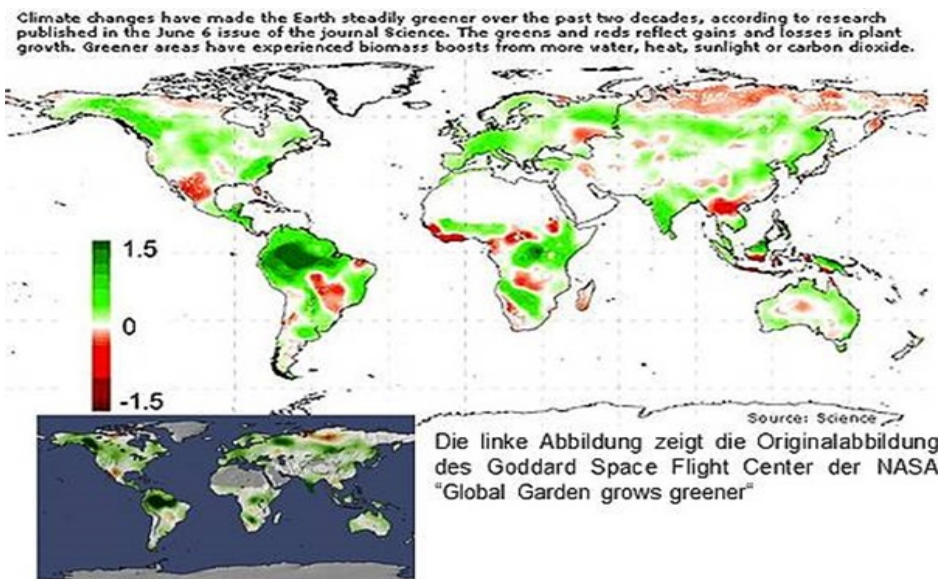 Climate changes have made the Earth steadily greener over the past two decades, according to research
published in the June 6 issue of the journal Science. The greens and reds reflect gains and losses in plant
growth. Greener areas have experienced biomass boosts from more water, heat, sunlight or carbon dioxide.
1.5
0
-1.5
Source: Science
Die linke Abbildung zeigt die Originalabbildung
des Goddard Space Flight Center der NASA
“Global Garden grows greener“